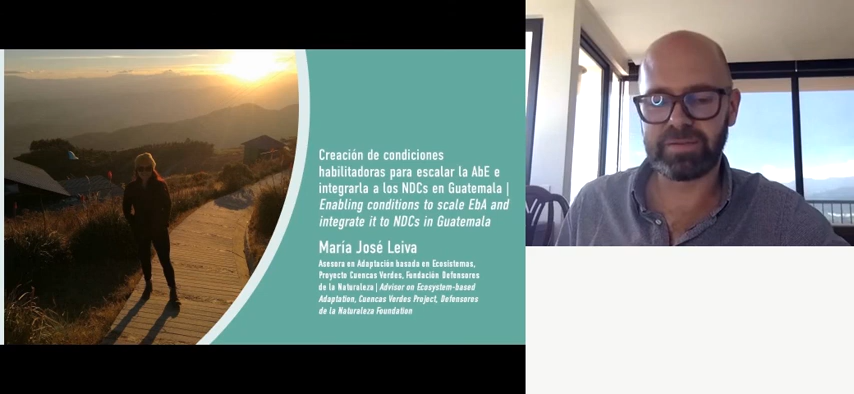 Creación de condiciones
habilitadoras para escalar la AbE e
integrarla a los NDCs en Guatemala |
Enabling conditions to scale EbA and
integrate it to NDCs in Guatemala
María José Leiva
Asesora en Adaptación basada en Ecosistemas,
Proyecto Cuencas Verdes, Fundación Defensores
de la Naturaleza | Advisor on Ecosystem-based
Adaptation, Cuencas Verdes Project, Defensores
de la Naturaleza Foundation